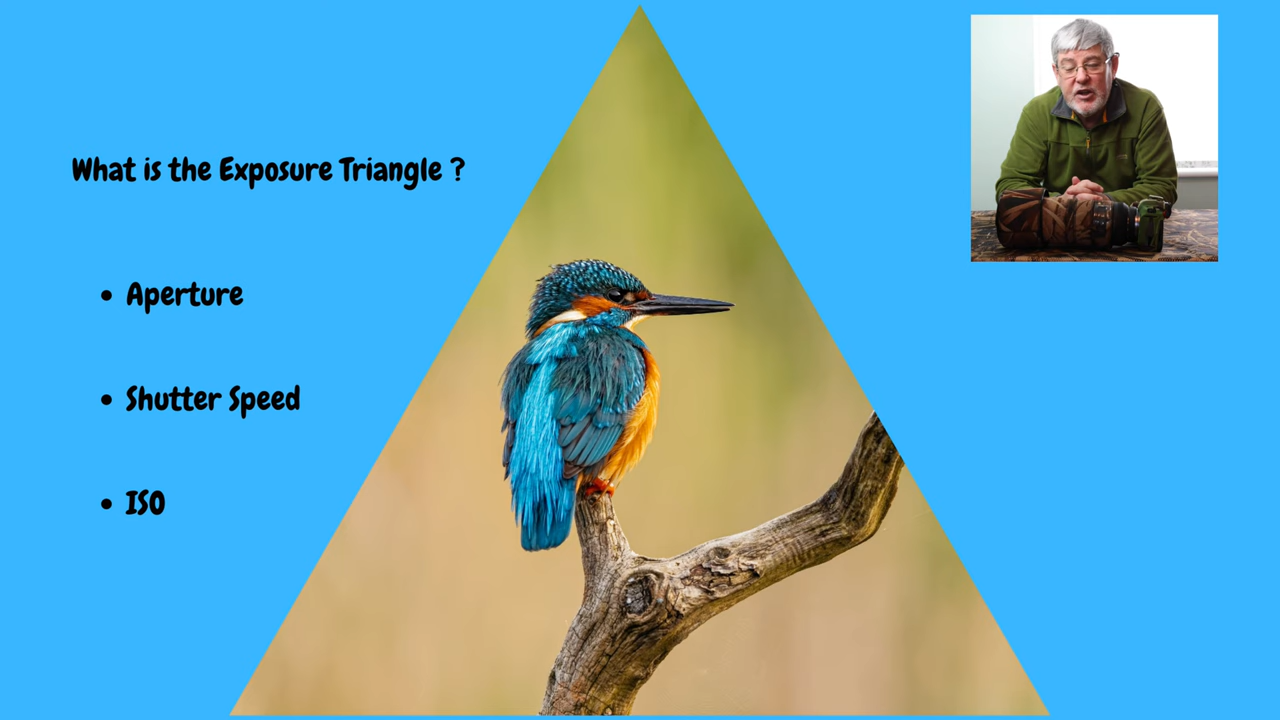 What is the Exposure Triangle ?
• Aperture
• Shutter Speed
• ISO